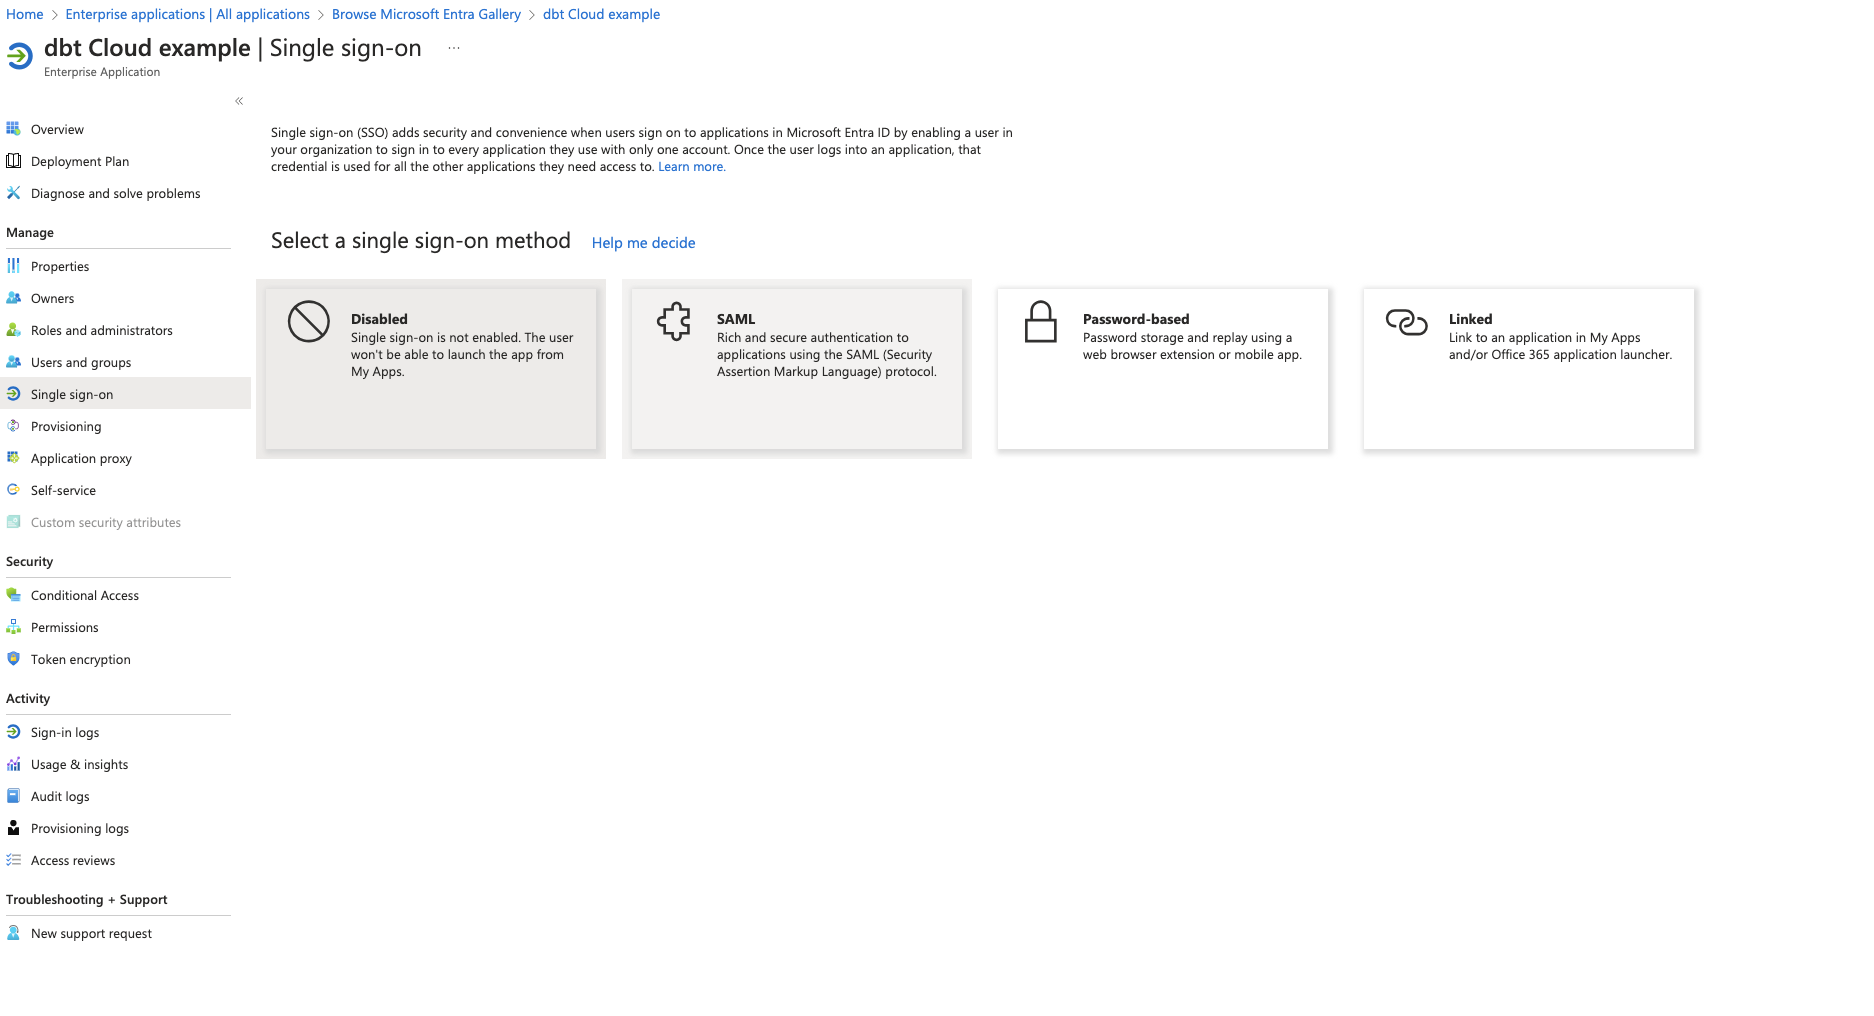 Home > Enterprise applications | All applications > Browse Microsoft Entra Gallery > dbt Cloud example
dbt Cloud example | Single sign-on ...
Enterprise Application
«
Overview
Deployment Plan
Diagnose and solve problems
Manage
Properties
Owners
Roles and administrators
Users and groups
Single sign-on
Provisioning
Application proxy
Self-service
Custom security attributes
Security
Conditional Access
Permissions
Token encryption
Activity
Sign-in logs
Usage & insights
Audit logs
Provisioning logs
Access reviews
Troubleshooting + Support
New support request
Single sign-on (SSO) adds security and convenience when users sign on to applications in Microsoft Entra ID by enabling a user in
your organization to sign in to every application they use with only one account. Once the user logs into an application, that
credential is used for all the other applications they need access to. Learn more.
Select a single sign-on method Help me decide
Disabled
Single sign-on is not enabled. The user
won't be able to launch the app from
My Apps.
SAML
Rich and secure authentication to
applications using the SAML (Security
Assertion Markup Language) protocol.
Password-based
Password storage and replay using a
web browser extension or mobile app.
Linked
Link to an application in My Apps
and/or Office 365 application launcher.